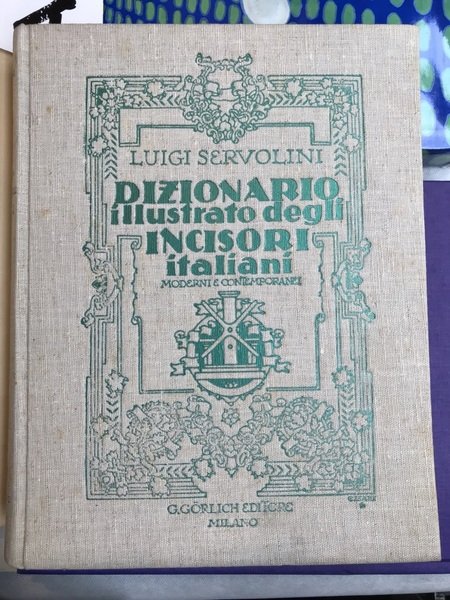 LUIGI SERVOLINI
DIZIONARIO
illustrato degli
INCISORI
italiani
MODERNI E CONTEMPORANEI
G. GÖRLICH EDITORE
MILANO